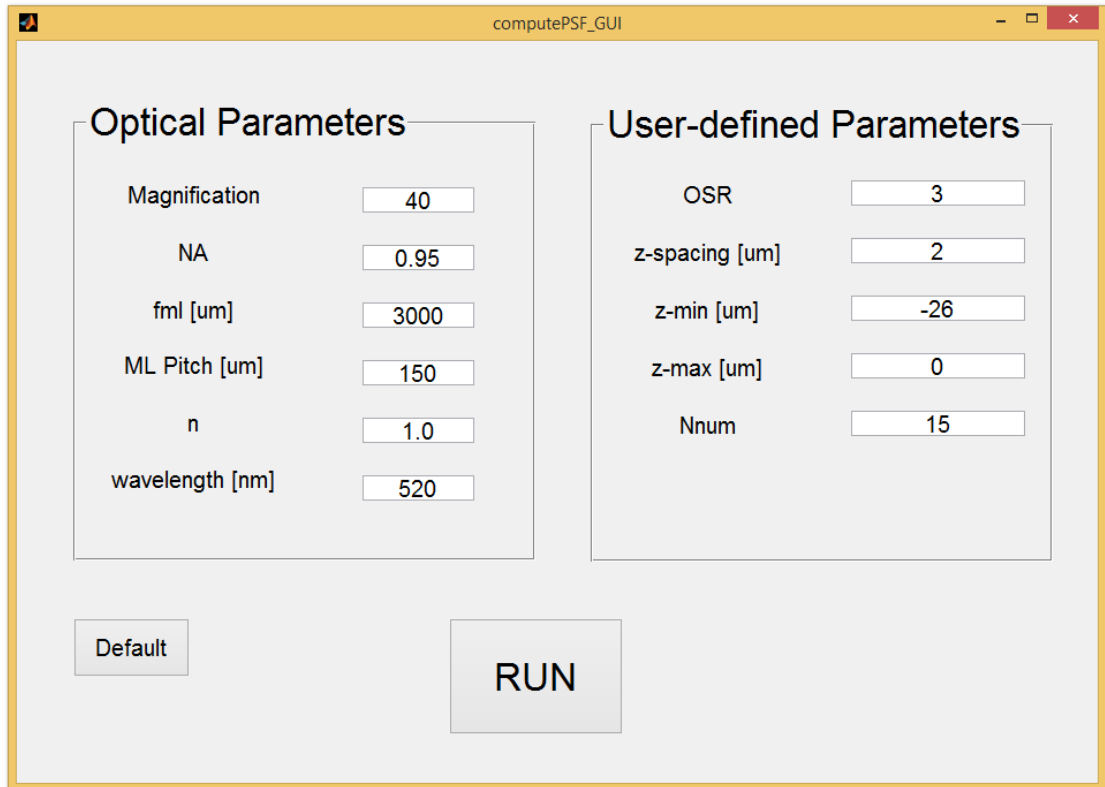 computePSF_GUI
Optical Parameters
Magnification 40
NA 0.95
fml [um] 3000
ML Pitch [um] 150
n 1.0
wavelength [nm] 520
User-defined Parameters
OSR 3
z-spacing [um] 2
z-min [um] -26
z-max [um] 0
Nnum 15
Default
RUN